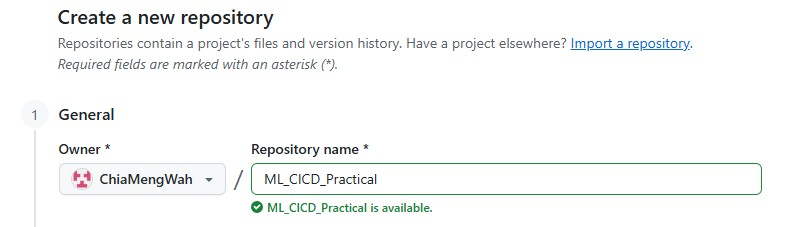 Create a new repository
Repositories contain a project's files and version history. Have a project elsewhere? Import a repository.
Required fields are marked with an asterisk (*).
1 General
Owner * Repository name *
ChiaMengWah / ML_CICD_Practical
ML_CICD_Practical is available.